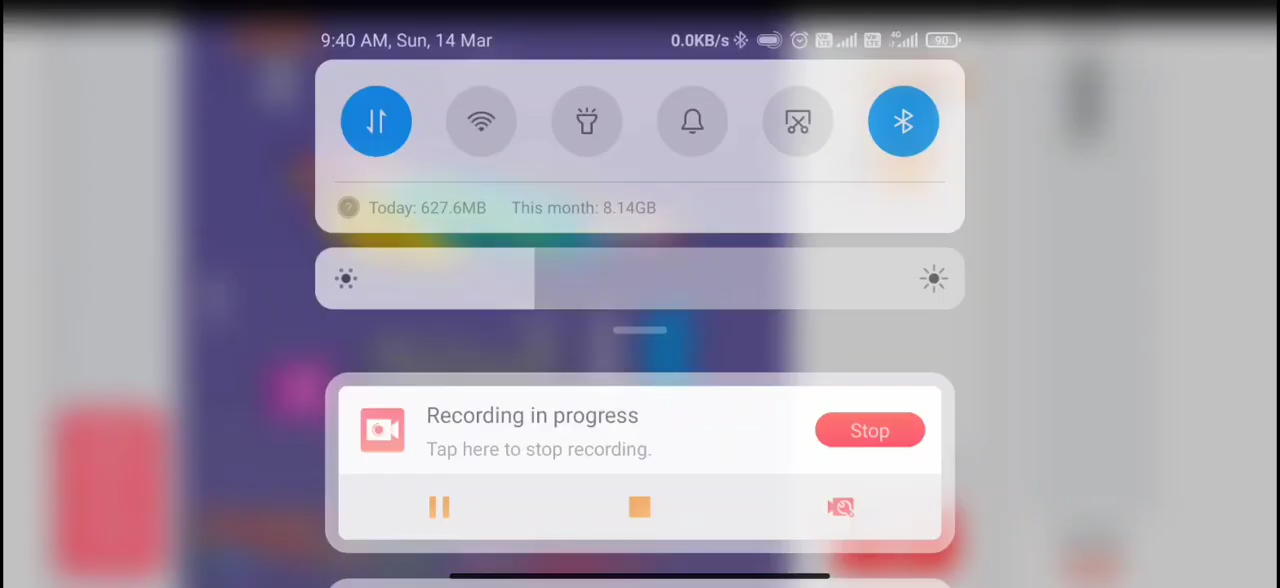 9:40 AM, Sun, 14 Mar 0.0KB/s 4G 90
Today: 627.6MB This month: 8.14GB
Recording in progress
Tap here to stop recording.
Stop